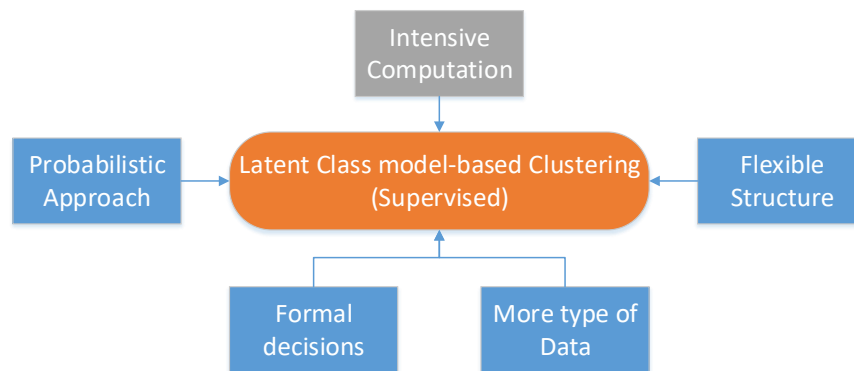 Intensive
Computation
Probabilistic
Approach
Latent Class model-based Clustering
(Supervised)
Flexible
Structure
Formal
decisions
More type of
Data